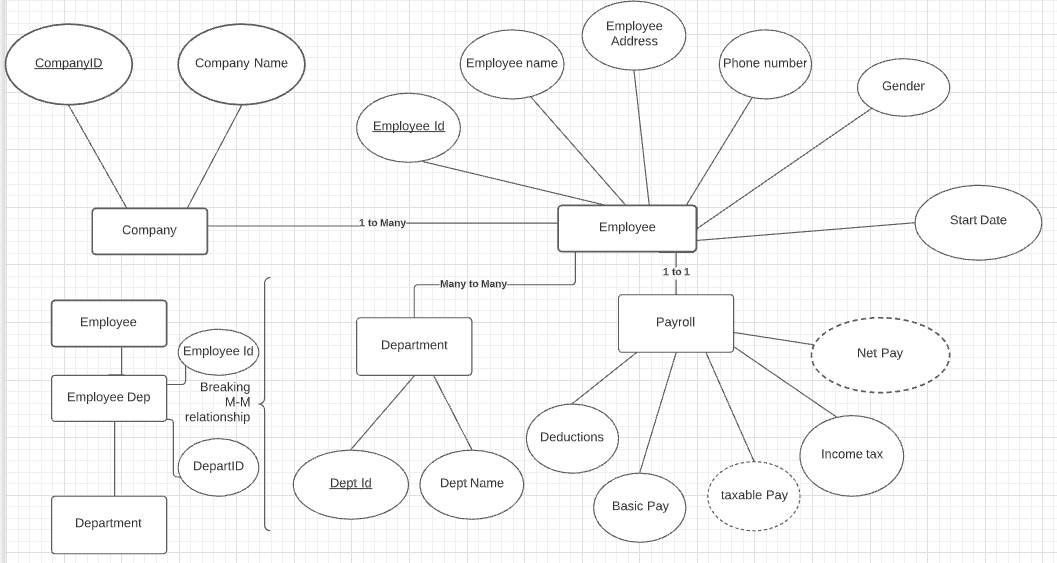 CompanyID
Company Name
Employee name
Employee
Address
Phone number
Gender
Employee Id
Start Date
Company
1 to Many
Employee
1 to 1
Many to Many
Payroll
Department
Net Pay
Deductions
Basic Pay
taxable Pay
Income tax
Dept Id
Dept Name
Employee
Employee Id
Employee Dep
Breaking
M-M
relationship
DepartID
Department